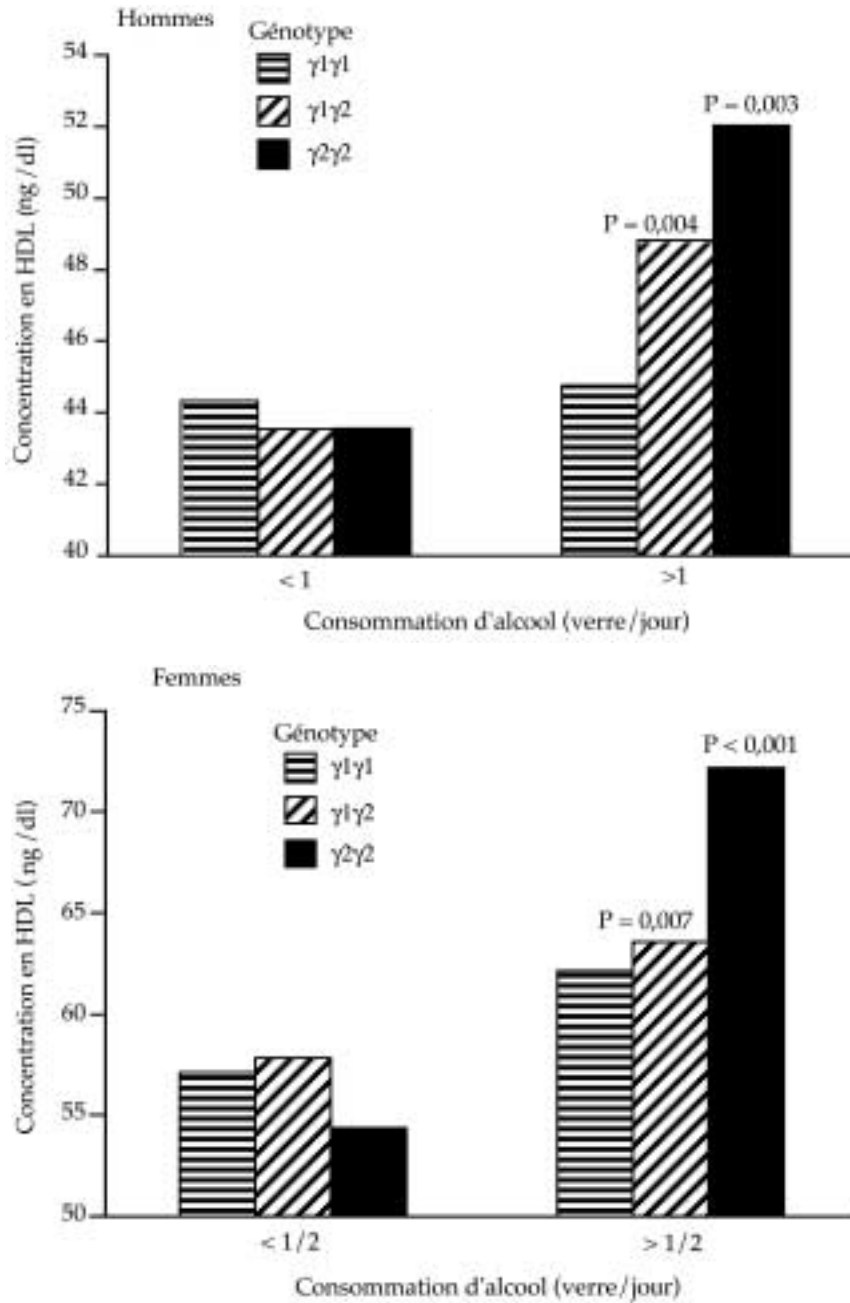 Hommes
Génotype
γ1γ1
γ1γ2
γ2γ2
P = 0,003
P = 0,004
54
52
50
48
46
44
42
40
Concentration en HDL (ng/dl)
< 1
>1
Consommation d'alcool (verre/jour)
Femmes
Génotype
γ1γ1
γ1γ2
γ2γ2
P < 0,001
P = 0,007
75
70
65
60
55
50
Concentration en HDL ( ng/dl)
< 1/2
> 1/2
Consommation d'alcool (verre/jour)